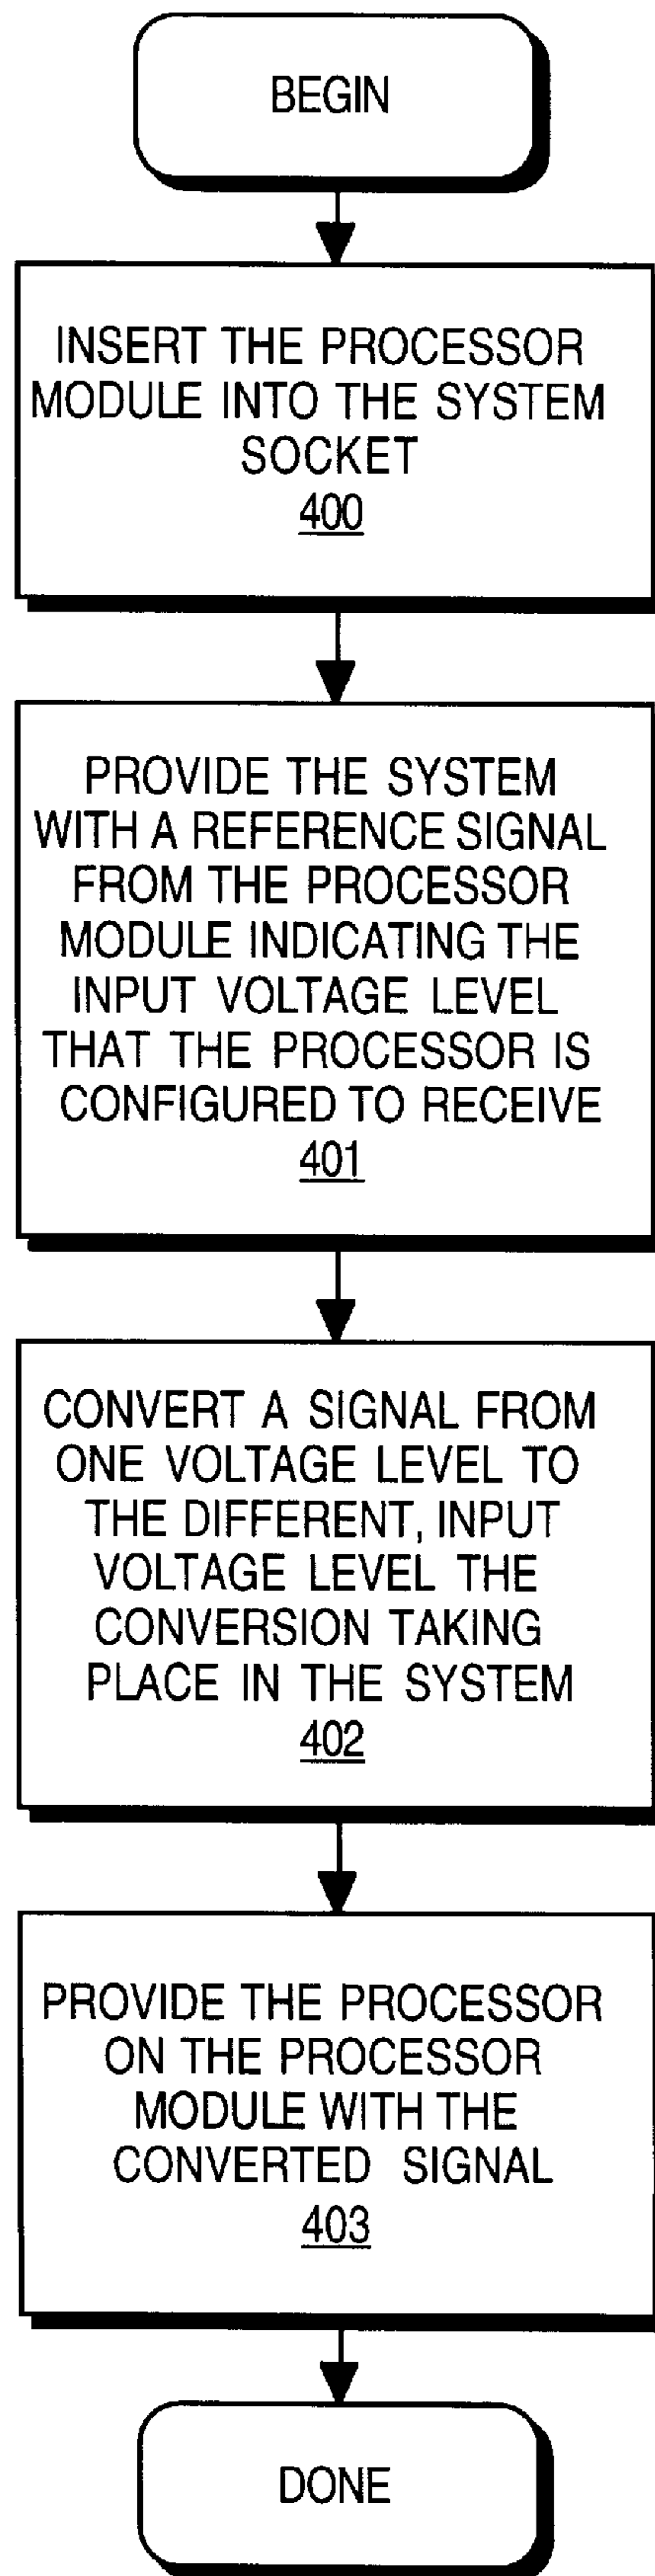 BEGIN
INSERT THE PROCESSOR
MODULE INTO THE SYSTEM
SOCKET
400
PROVIDE THE SYSTEM
WITH A REFERENCE SIGNAL
FROM THE PROCESSOR
MODULE INDICATING THE
INPUT VOLTAGE LEVEL
THAT THE PROCESSOR IS
CONFIGURED TO RECEIVE
401
CONVERT A SIGNAL FROM
ONE VOLTAGE LEVEL TO
THE DIFFERENT, INPUT
VOLTAGE LEVEL THE
CONVERSION TAKING
PLACE IN THE SYSTEM
402
PROVIDE THE PROCESSOR
ON THE PROCESSOR
MODULE WITH THE
CONVERTED SIGNAL
403
DONE